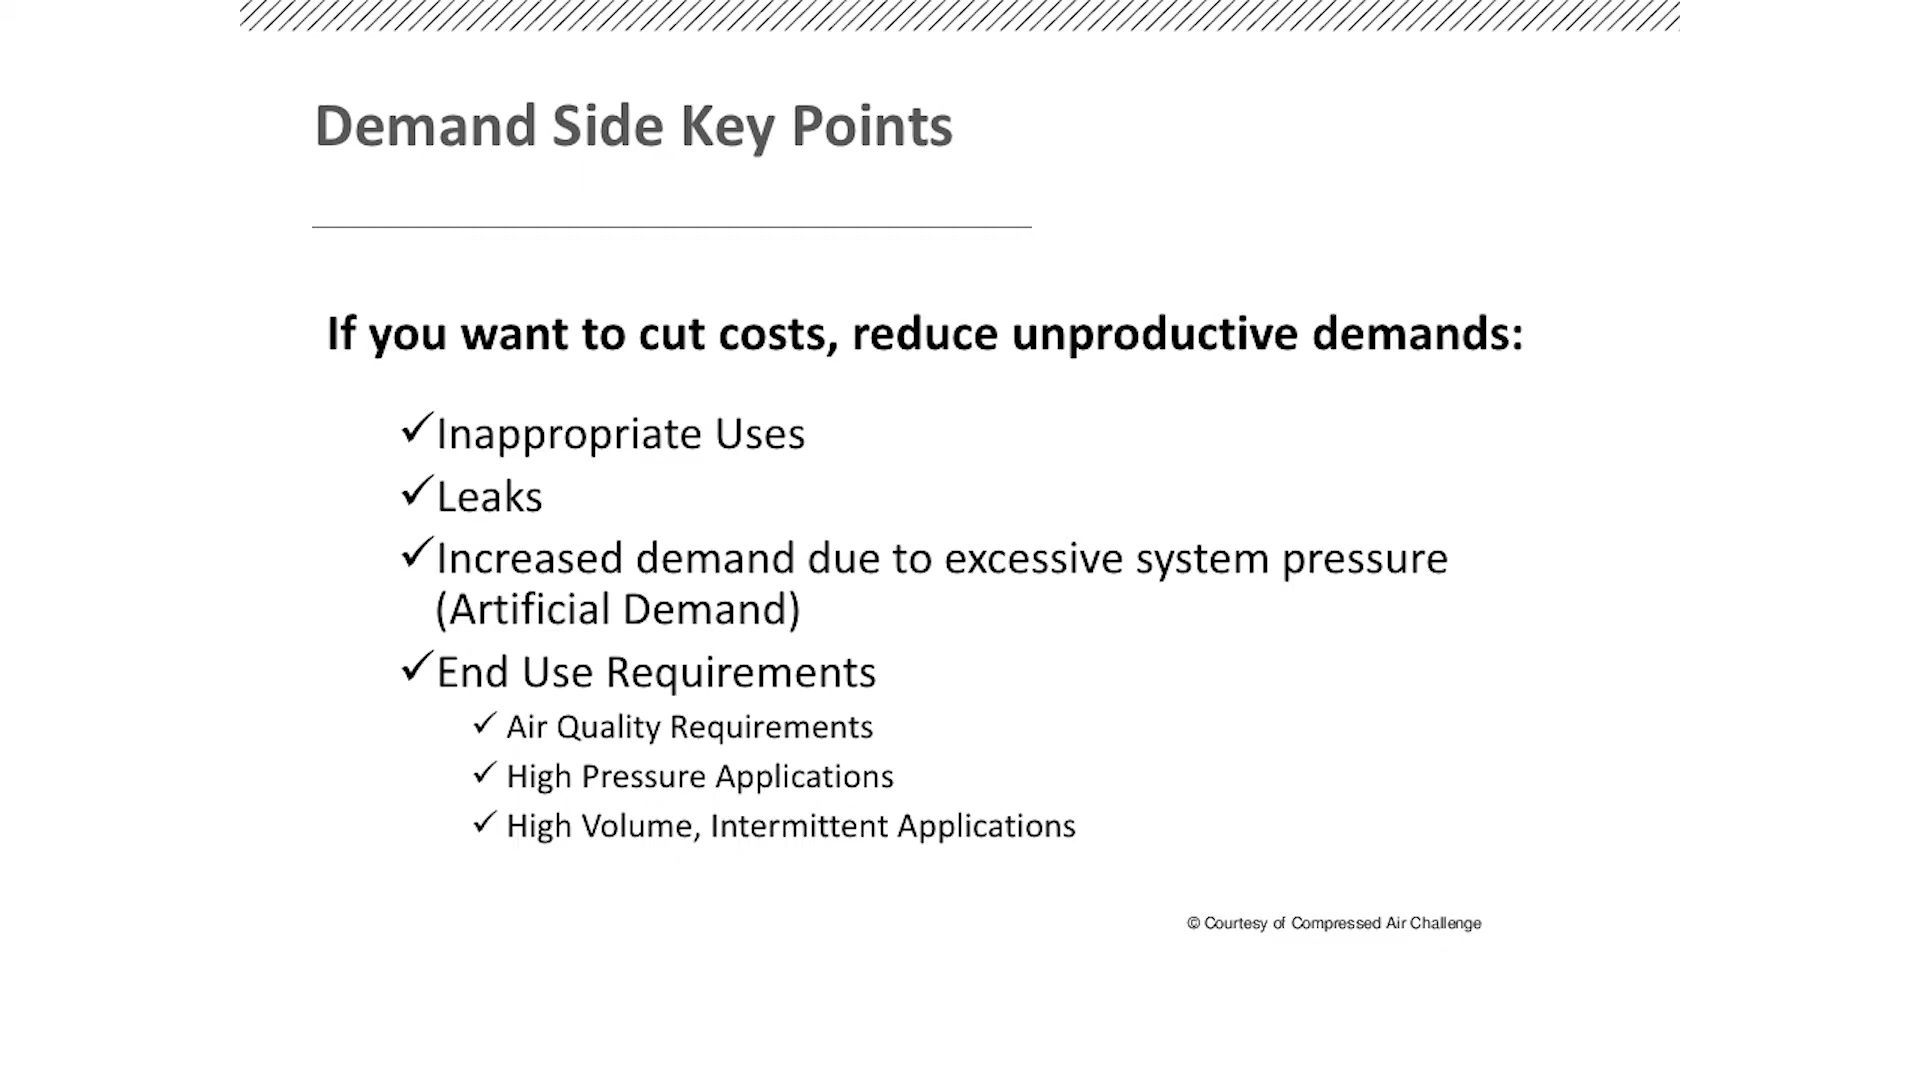 Demand Side Key Points
If you want to cut costs, reduce unproductive demands:
✓Inappropriate Uses
✓Leaks
✓Increased demand due to excessive system pressure
(Artificial Demand)
✓End Use Requirements
✓ Air Quality Requirements
✓ High Pressure Applications
✓ High Volume, Intermittent Applications
© Courtesy of Compressed Air Challenge